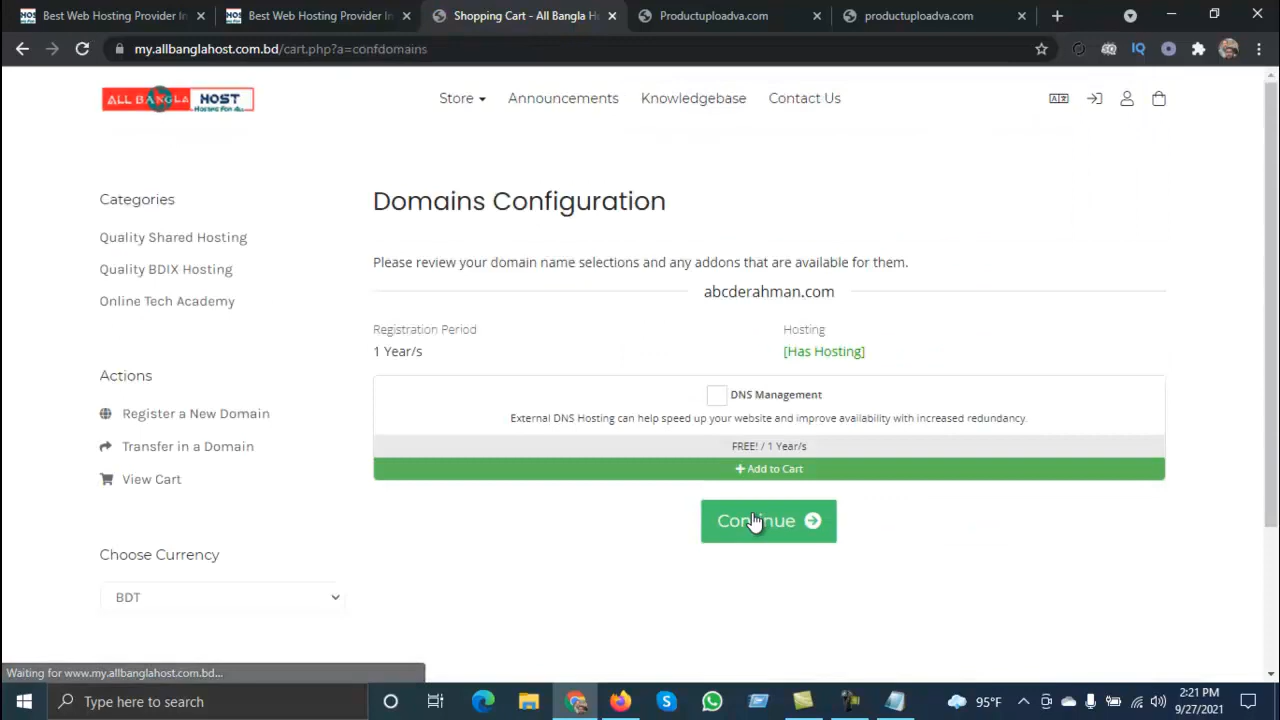 Best Web Hosting Provider In
Best Web Hosting Provider In
Shopping Cart - All Bangla H
Productuploadva.com
productuploadva.com
my.allbanglahost.com.bd/cart.php?a=confdomains
IQ
ALL BANGLA HOST
Hosting For All
Store
Announcements
Knowledgebase
Contact Us
Categories
Quality Shared Hosting
Quality BDIX Hosting
Online Tech Academy
Actions
Register a New Domain
Transfer in a Domain
View Cart
Choose Currency
BDT
Domains Configuration
Please review your domain name selections and any addons that are available for them.
abcderahman.com
Registration Period
1 Year/s
Hosting
[Has Hosting]
DNS Management
External DNS Hosting can help speed up your website and improve availability with increased redundancy.
FREE! / 1 Year/s
+ Add to Cart
Continue
Waiting for www.my.allbanglahost.com.bd...
Type here to search
95°F
2:21 PM
9/27/2021